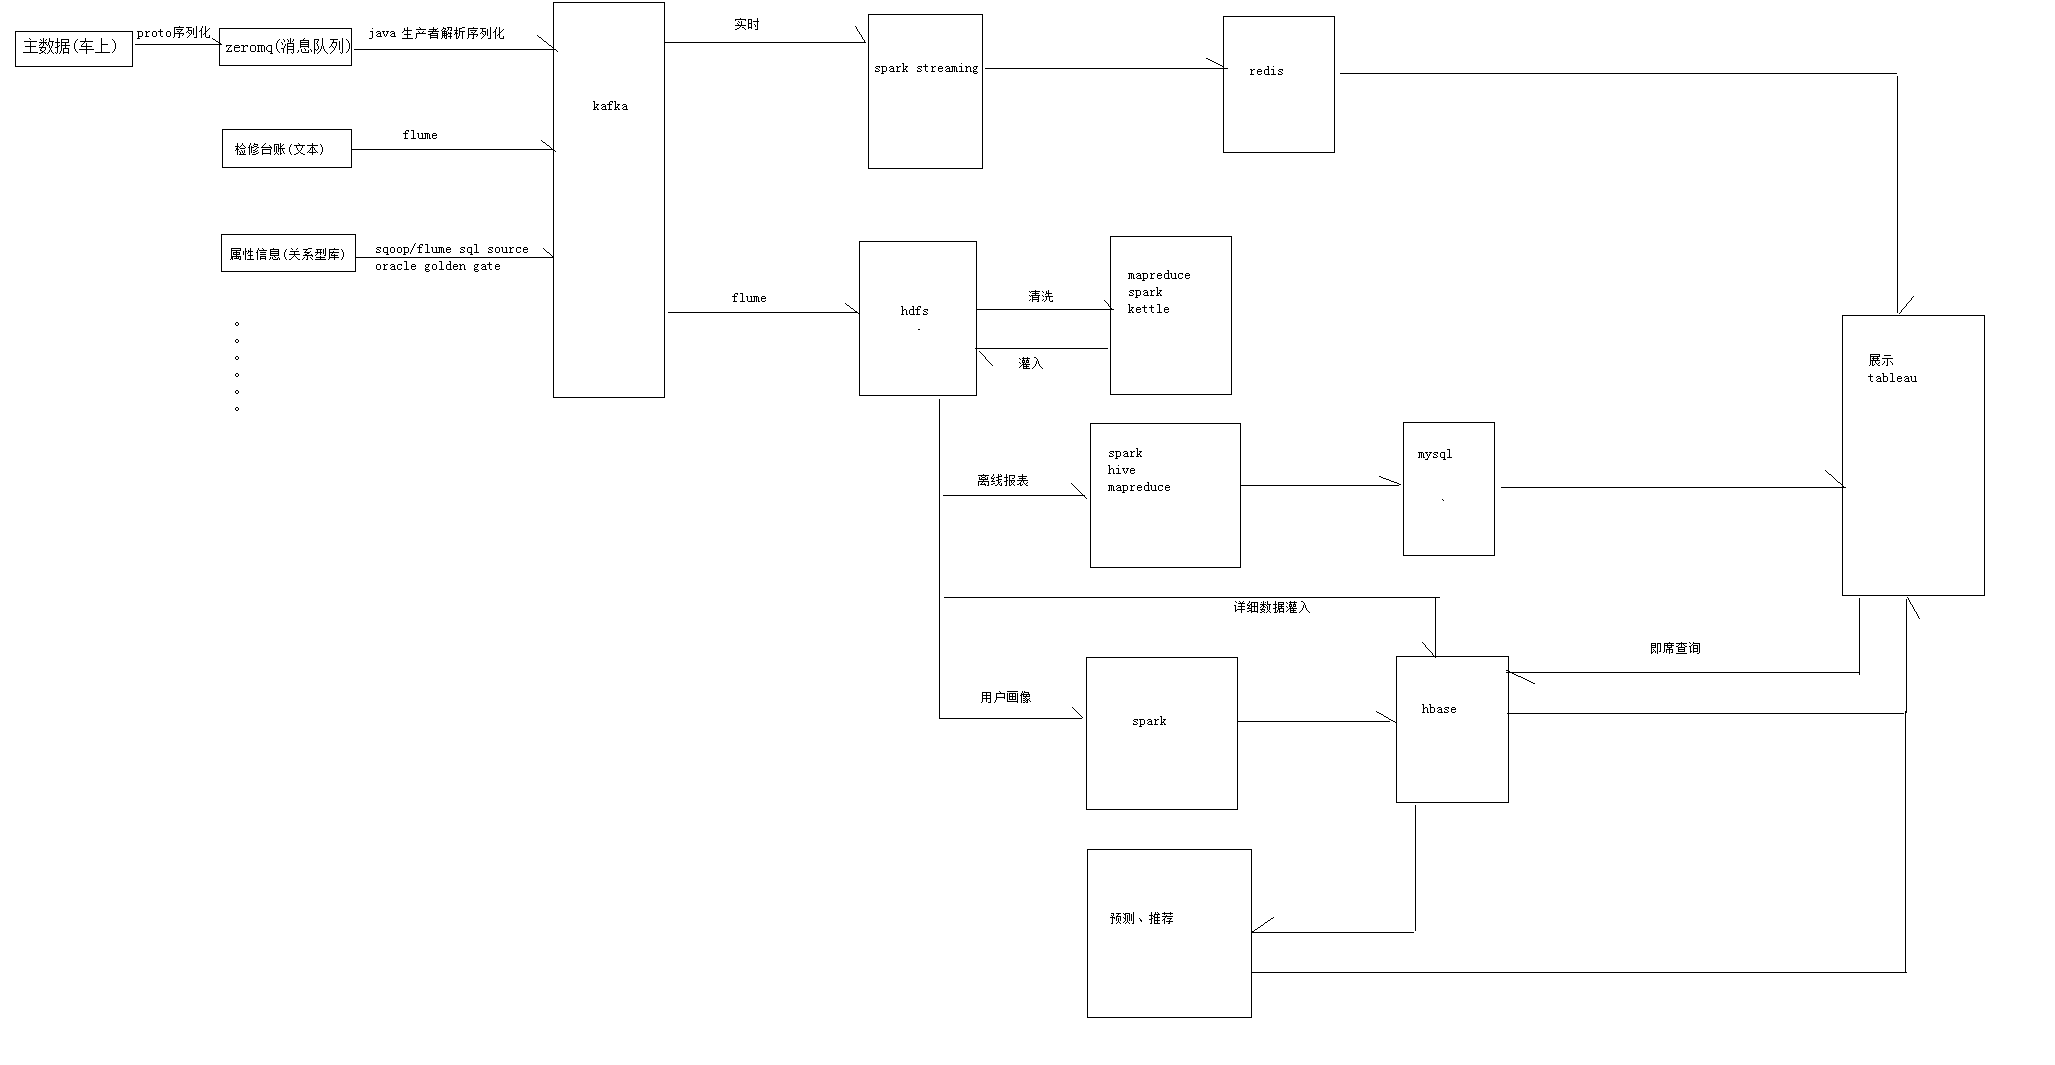 主数据(车上)
proto序列化
zeromq(消息队列)
java 生产者解析序列化
kafka
实时
spark streaming
redis
检修台账(文本)
flume
属性信息(关系型库)
sqoop/flume sql source
oracle golden gate
flume
hdfs
清洗
灌入
mapreduce
spark
kettle
展示
tableau
离线报表
spark
hive
mapreduce
mysql
详细数据灌入
用户画像
spark
hbase
即席查询
预测、推荐